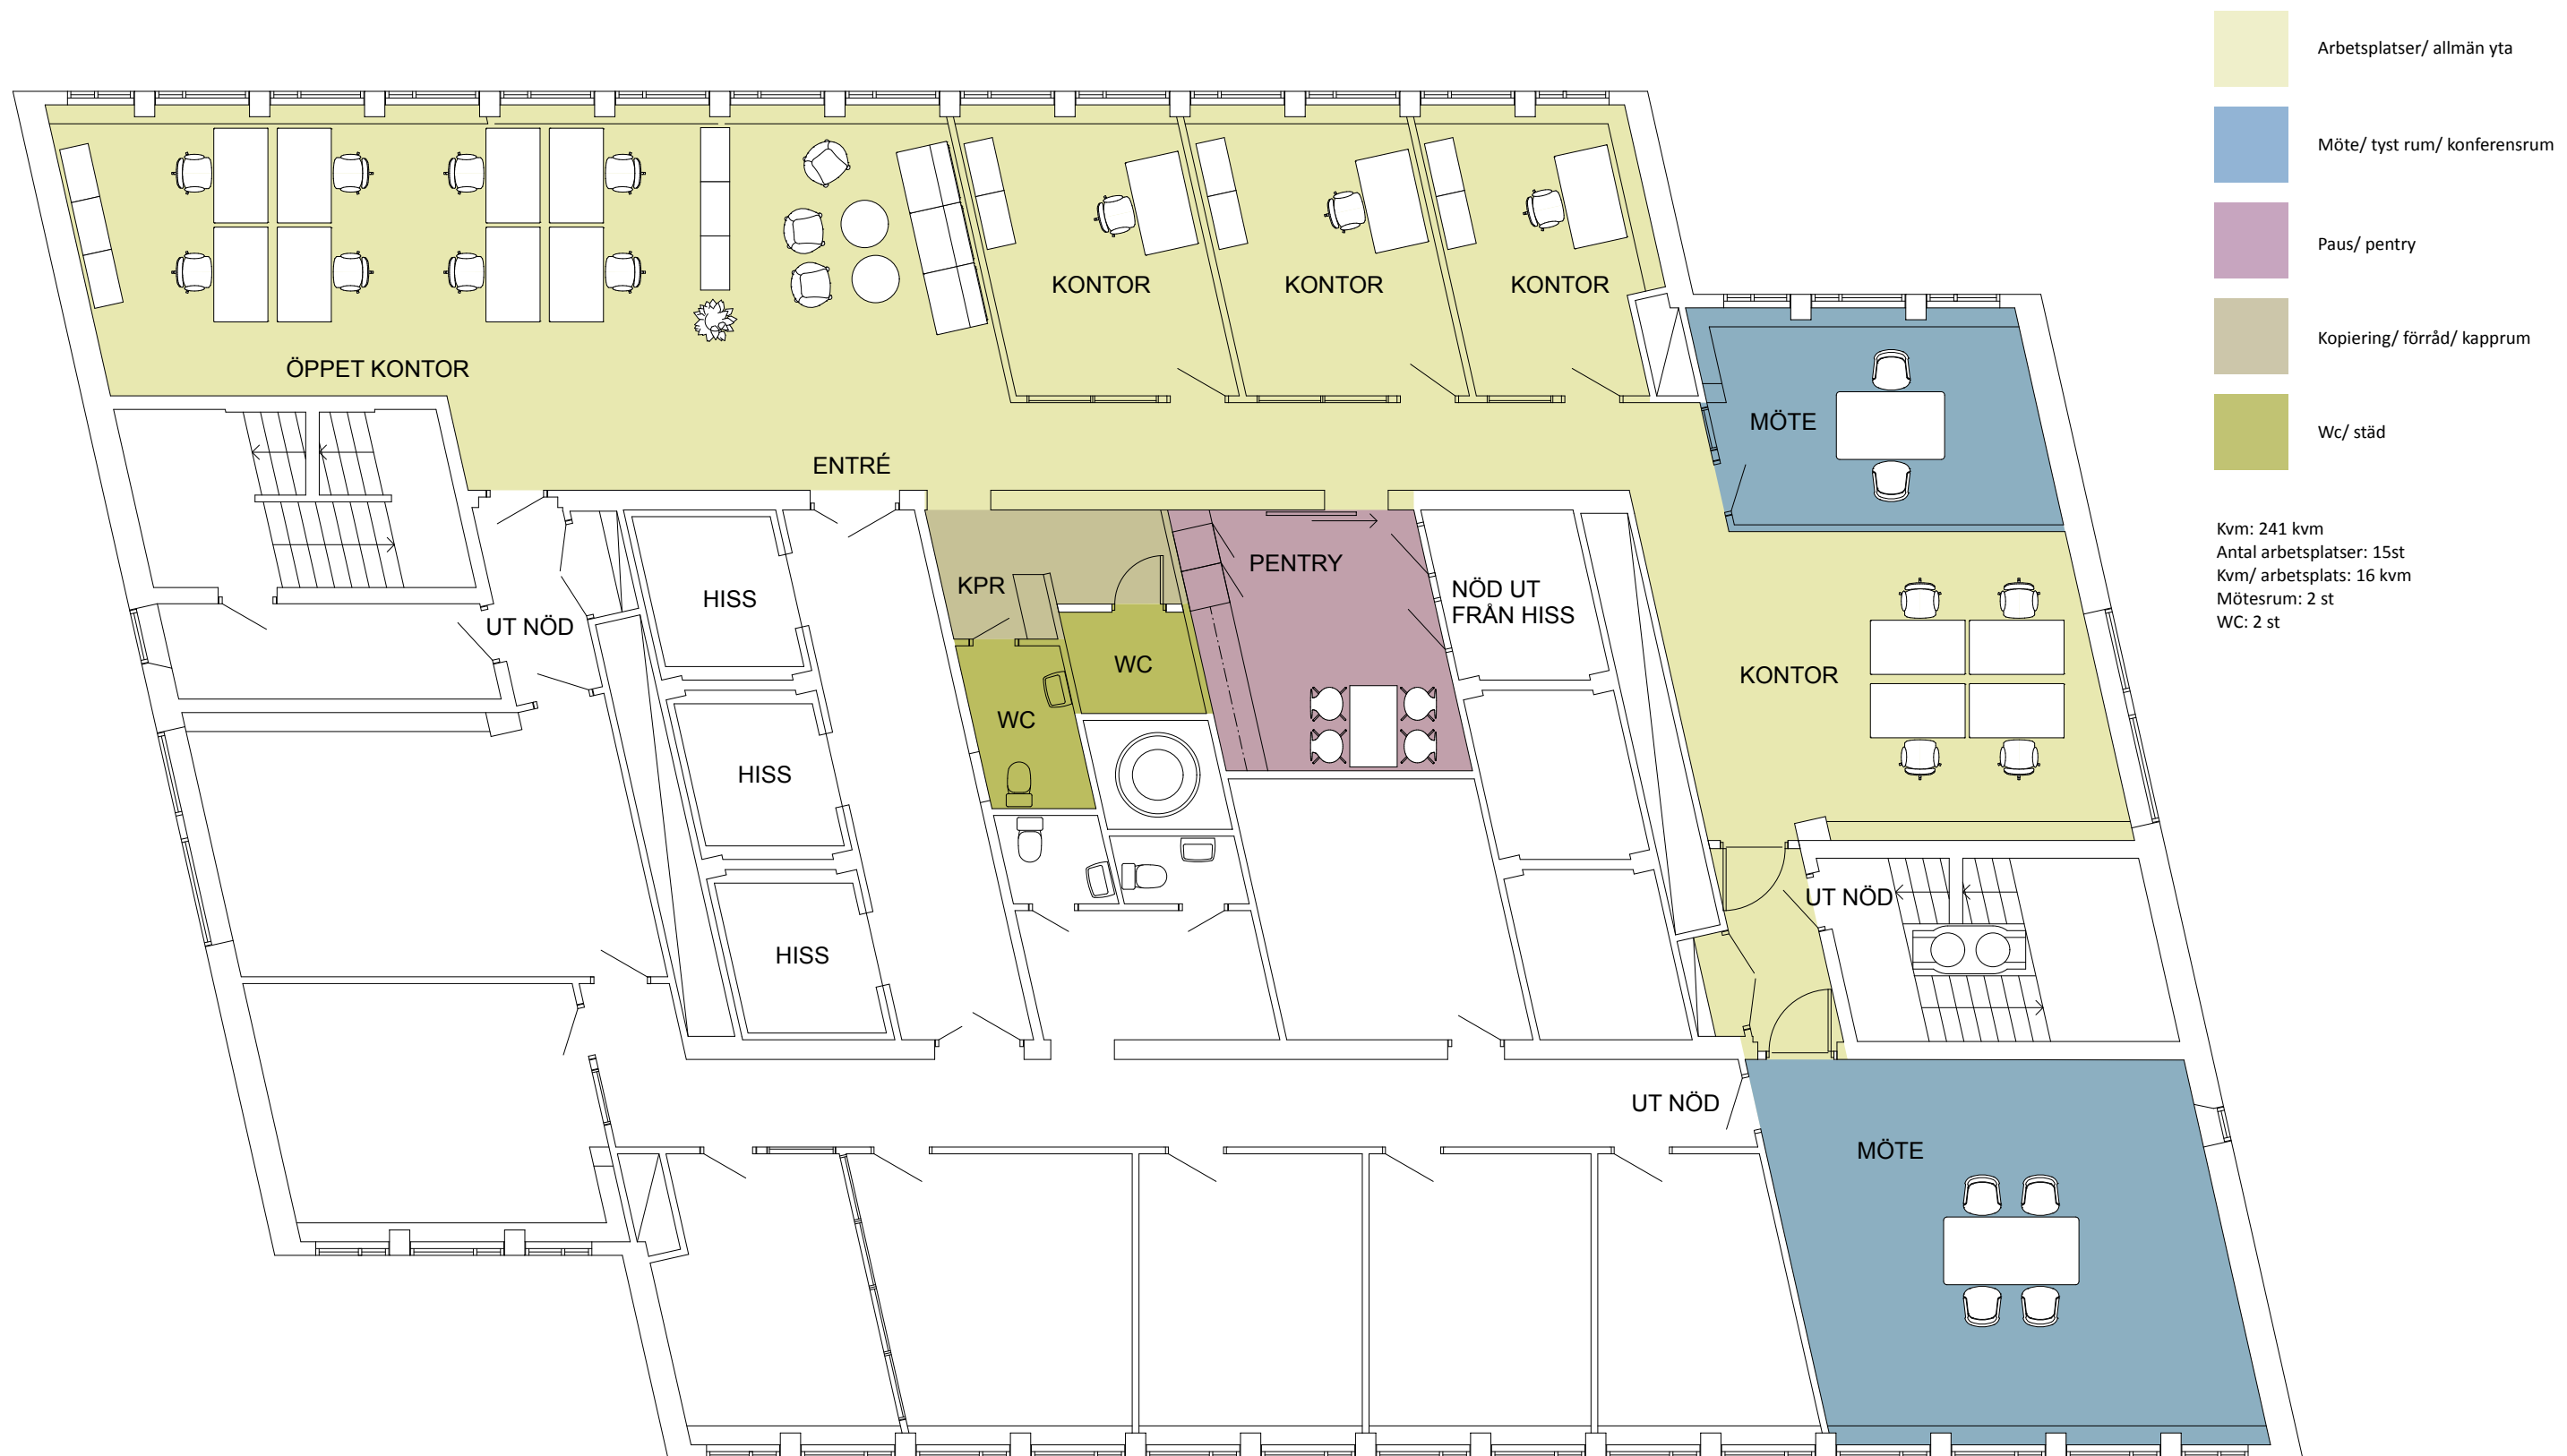 Arbetsplatser/ allmän yta
Möte/ tyst rum/ konferensrum
Paus/ pentry
Kopiering/ förråd/ kapprum
Wc/ städ
Kvm: 241 kvm
Antal arbetsplatser: 15st
Kvm/ arbetsplats: 16 kvm
Mötesrum: 2 st
WC: 2 st
KONTOR
KONTOR
KONTOR
ÖPPET KONTOR
MÖTE
ENTRÉ
PENTRY
KPR
NÖD UT
FRÅN HISS
HISS
UT NÖD
WC
KONTOR
WC
HISS
UT NÖD
HISS
UT NÖD
MÖTE